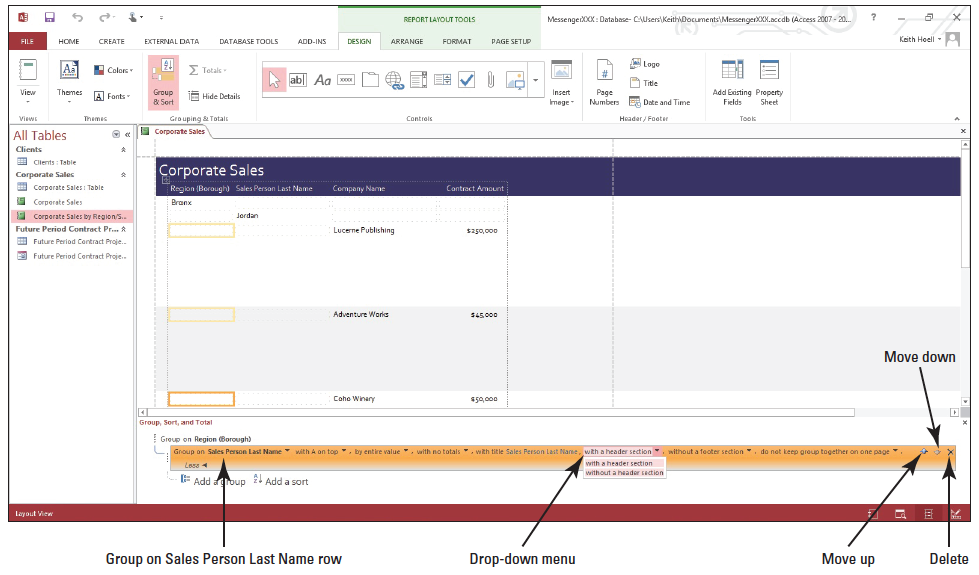 REPORT LAYOUT TOOLS
MessengerXXX : Database- C:\Users\Keith\Documents\MessengerXXX.accdb (Access 2007 - 20...
?
FILE HOME CREATE EXTERNAL DATA DATABASE TOOLS ADD-INS DESIGN ARRANGE FORMAT PAGE SETUP
Keith Hoell
View
Views
Aa
Themes
Colors
A Fonts
Themes
Group & Sort
Σ Totals
Hide Details
Grouping & Totals
ab| Aa xxxx
Controls
Insert Image
#
Page Numbers
Logo
Title
Date and Time
Header / Footer
Add Existing Fields
Property Sheet
Tools
All Tables
Clients
Clients : Table
Corporate Sales
Corporate Sales : Table
Corporate Sales
Corporate Sales by Region/S...
Future Period Contract Pr...
Future Period Contract Proje...
Future Period Contract Proje...
Corporate Sales
Corporate Sales
Region (Borough) Sales Person Last Name Company Name Contract Amount
Bronx
Jordan
Lucerne Publishing $250,000
Adventure Works $45,000
Coho Winery $50,000
Move down
Group, Sort, and Total
Group on Region (Borough)
Group on Sales Person Last Name with A on top , by entire value , with no totals , with title Sales Person Last Name, with a header section , without a footer section , do not keep group together on one page ,
Less
with a header section
without a header section
Add a group Add a sort
Layout View
Group on Sales Person Last Name row
Drop-down menu
Move up
Delete